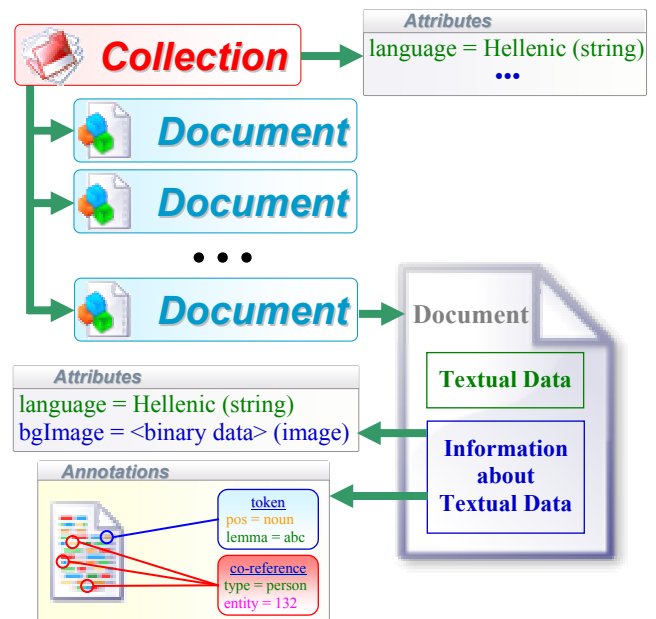 Attributes
Collection
language = Hellenic (string)
•••
Document
Document
• • •
Document
Document
Textual Data
Attributes
language = Hellenic (string)
bgImage = <binary data> (image)
Information
about
Textual Data
Annotations
token
pos = noun
lemma = abc
co-reference
type = person
entity = 132